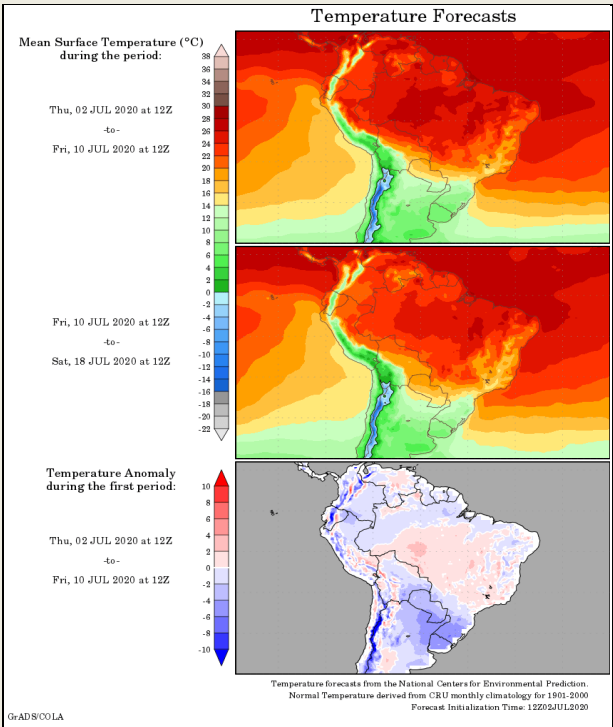 Temperature Forecasts
Mean Surface Temperature (°C)
during the period:
Thu, 02 JUL 2020 at 12Z
-to-
Fri, 10 JUL 2020 at 12Z
38
36
34
32
30
28
26
24
22
20
18
16
14
12
10
8
6
4
2
0
-2
-4
-6
-8
-10
-12
-14
-16
-18
-20
-22
Fri, 10 JUL 2020 at 12Z
-to-
Sat, 18 JUL 2020 at 12Z
Temperature Anomaly
during the first period:
Thu, 02 JUL 2020 at 12Z
-to-
Fri, 10 JUL 2020 at 12Z
10
8
6
4
2
0
-2
-4
-6
-8
-10
Temperature forecasts from the National Centers for Environmental Prediction.
Normal Temperature derived from CRU monthly climatology for 1901-2000
Forecast Initialization Time: 12Z02JUL2020
GrADS/COLA